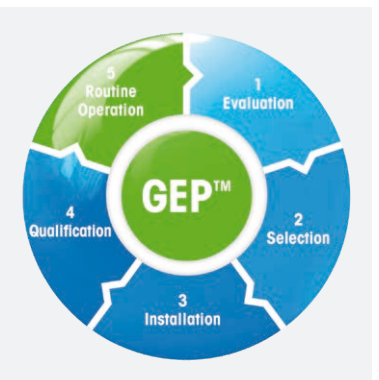 1
Evaluation
2
Selection
3
Installation
4
Qualification
5
Routine
Operation
GEP™